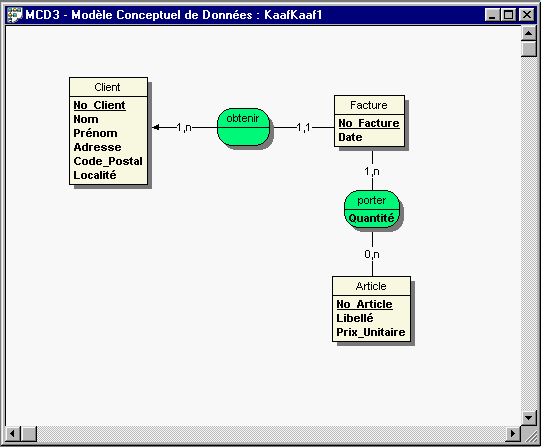 MCD3 - Modèle Conceptuel de Données : KaafKaaf1
Client
No_Client
Nom
Prénom
Adresse
Code_Postal
Localité
1,n
obtenir
1,1
Facture
No_Facture
Date
1,n
porter
Quantité
0,n
Article
No_Article
Libellé
Prix_Unitaire